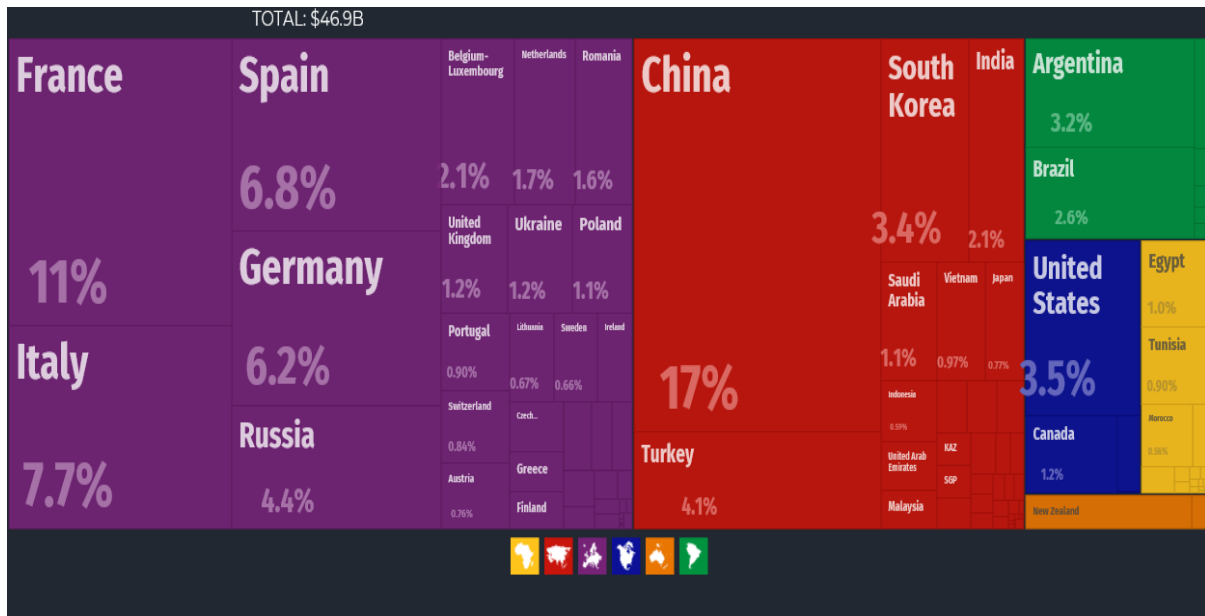 TOTAL: $46.9B
France
11%
Italy
7.7%
Spain
6.8%
Germany
6.2%
Russia
4.4%
Belgium-
Luxembourg
2.1%
Netherlands
1.7%
Romania
1.6%
United
Kingdom
1.2%
Ukraine
1.2%
Poland
1.1%
Portugal
0.90%
Lithuania
0.67%
Sweden
0.66%
Ireland
Switzerland
0.84%
Czech...
Austria
0.76%
Greece
Finland
China
17%
Turkey
4.1%
South
Korea
3.4%
India
2.1%
Saudi
Arabia
1.1%
Vietnam
0.97%
Japan
0.77%
Indonesia
0.59%
United Arab
Emirates
KAZ
SGP
Malaysia
Argentina
3.2%
Brazil
2.6%
United
States
3.5%
Canada
1.2%
Egypt
1.0%
Tunisia
0.90%
Morocco
0.56%
New Zealand